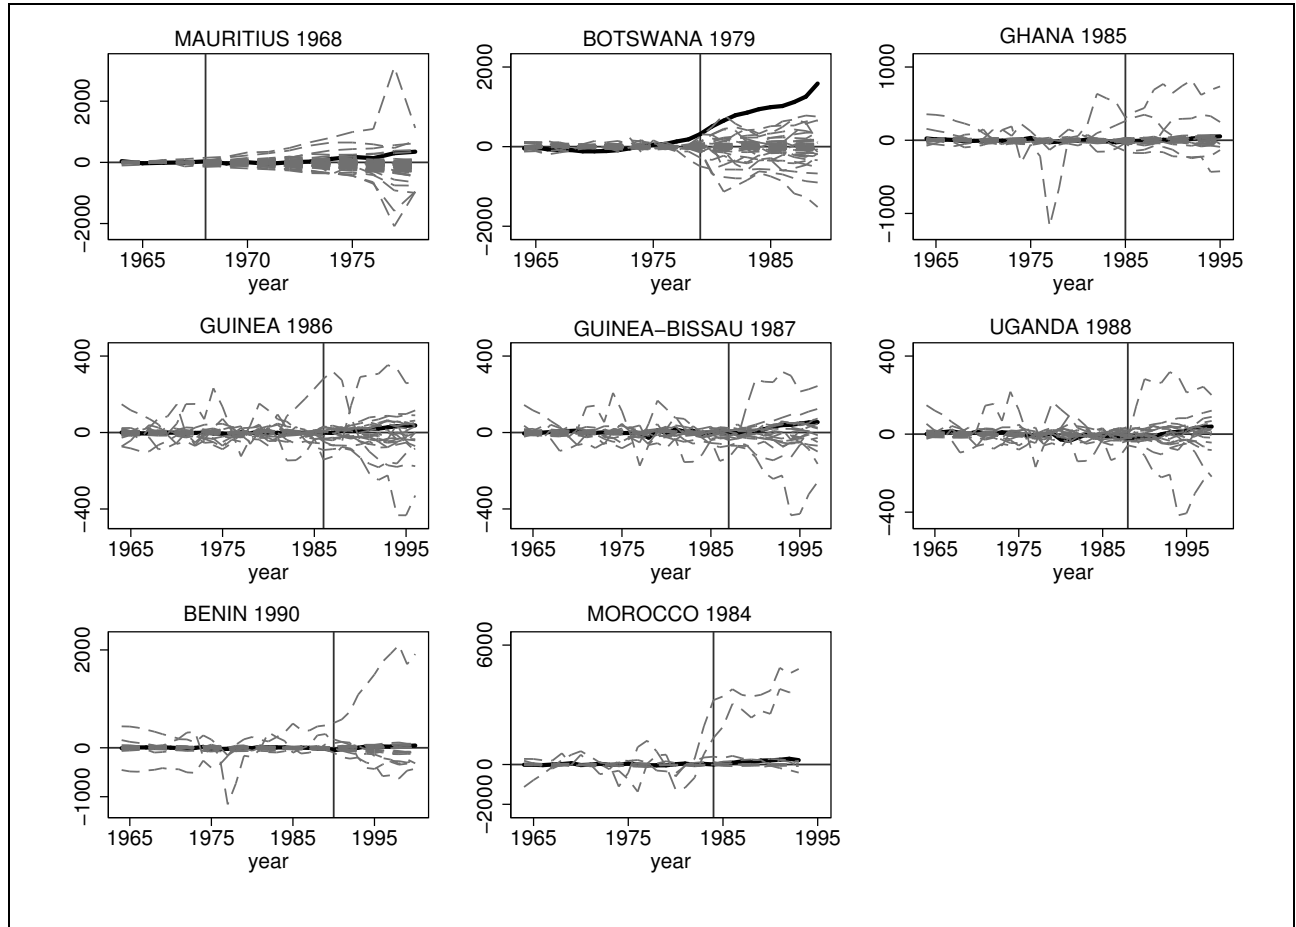 MAURITIUS 1968
2000
0
−2000
1965 1970 1975
year
BOTSWANA 1979
2000
0
−2000
1965 1975 1985
year
GHANA 1985
1000
0
−1000
1965 1975 1985 1995
year
GUINEA 1986
400
0
−400
1965 1975 1985 1995
year
GUINEA−BISSAU 1987
400
0
−400
1965 1975 1985 1995
year
UGANDA 1988
400
0
−400
1965 1975 1985 1995
year
BENIN 1990
2000
0
−1000
1965 1975 1985 1995
year
MOROCCO 1984
6000
0
−2000
1965 1975 1985 1995
year